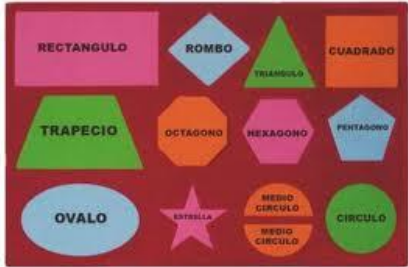 RECTANGULO
ROMBO
TRIANGULO
CUADRADO
TRAPECIO
OCTAGONO
HEXAGONO
PENTAGONO
OVALO
ESTRELLA
MEDIO
CIRCULO
MEDIO
CIRCULO
CIRCULO